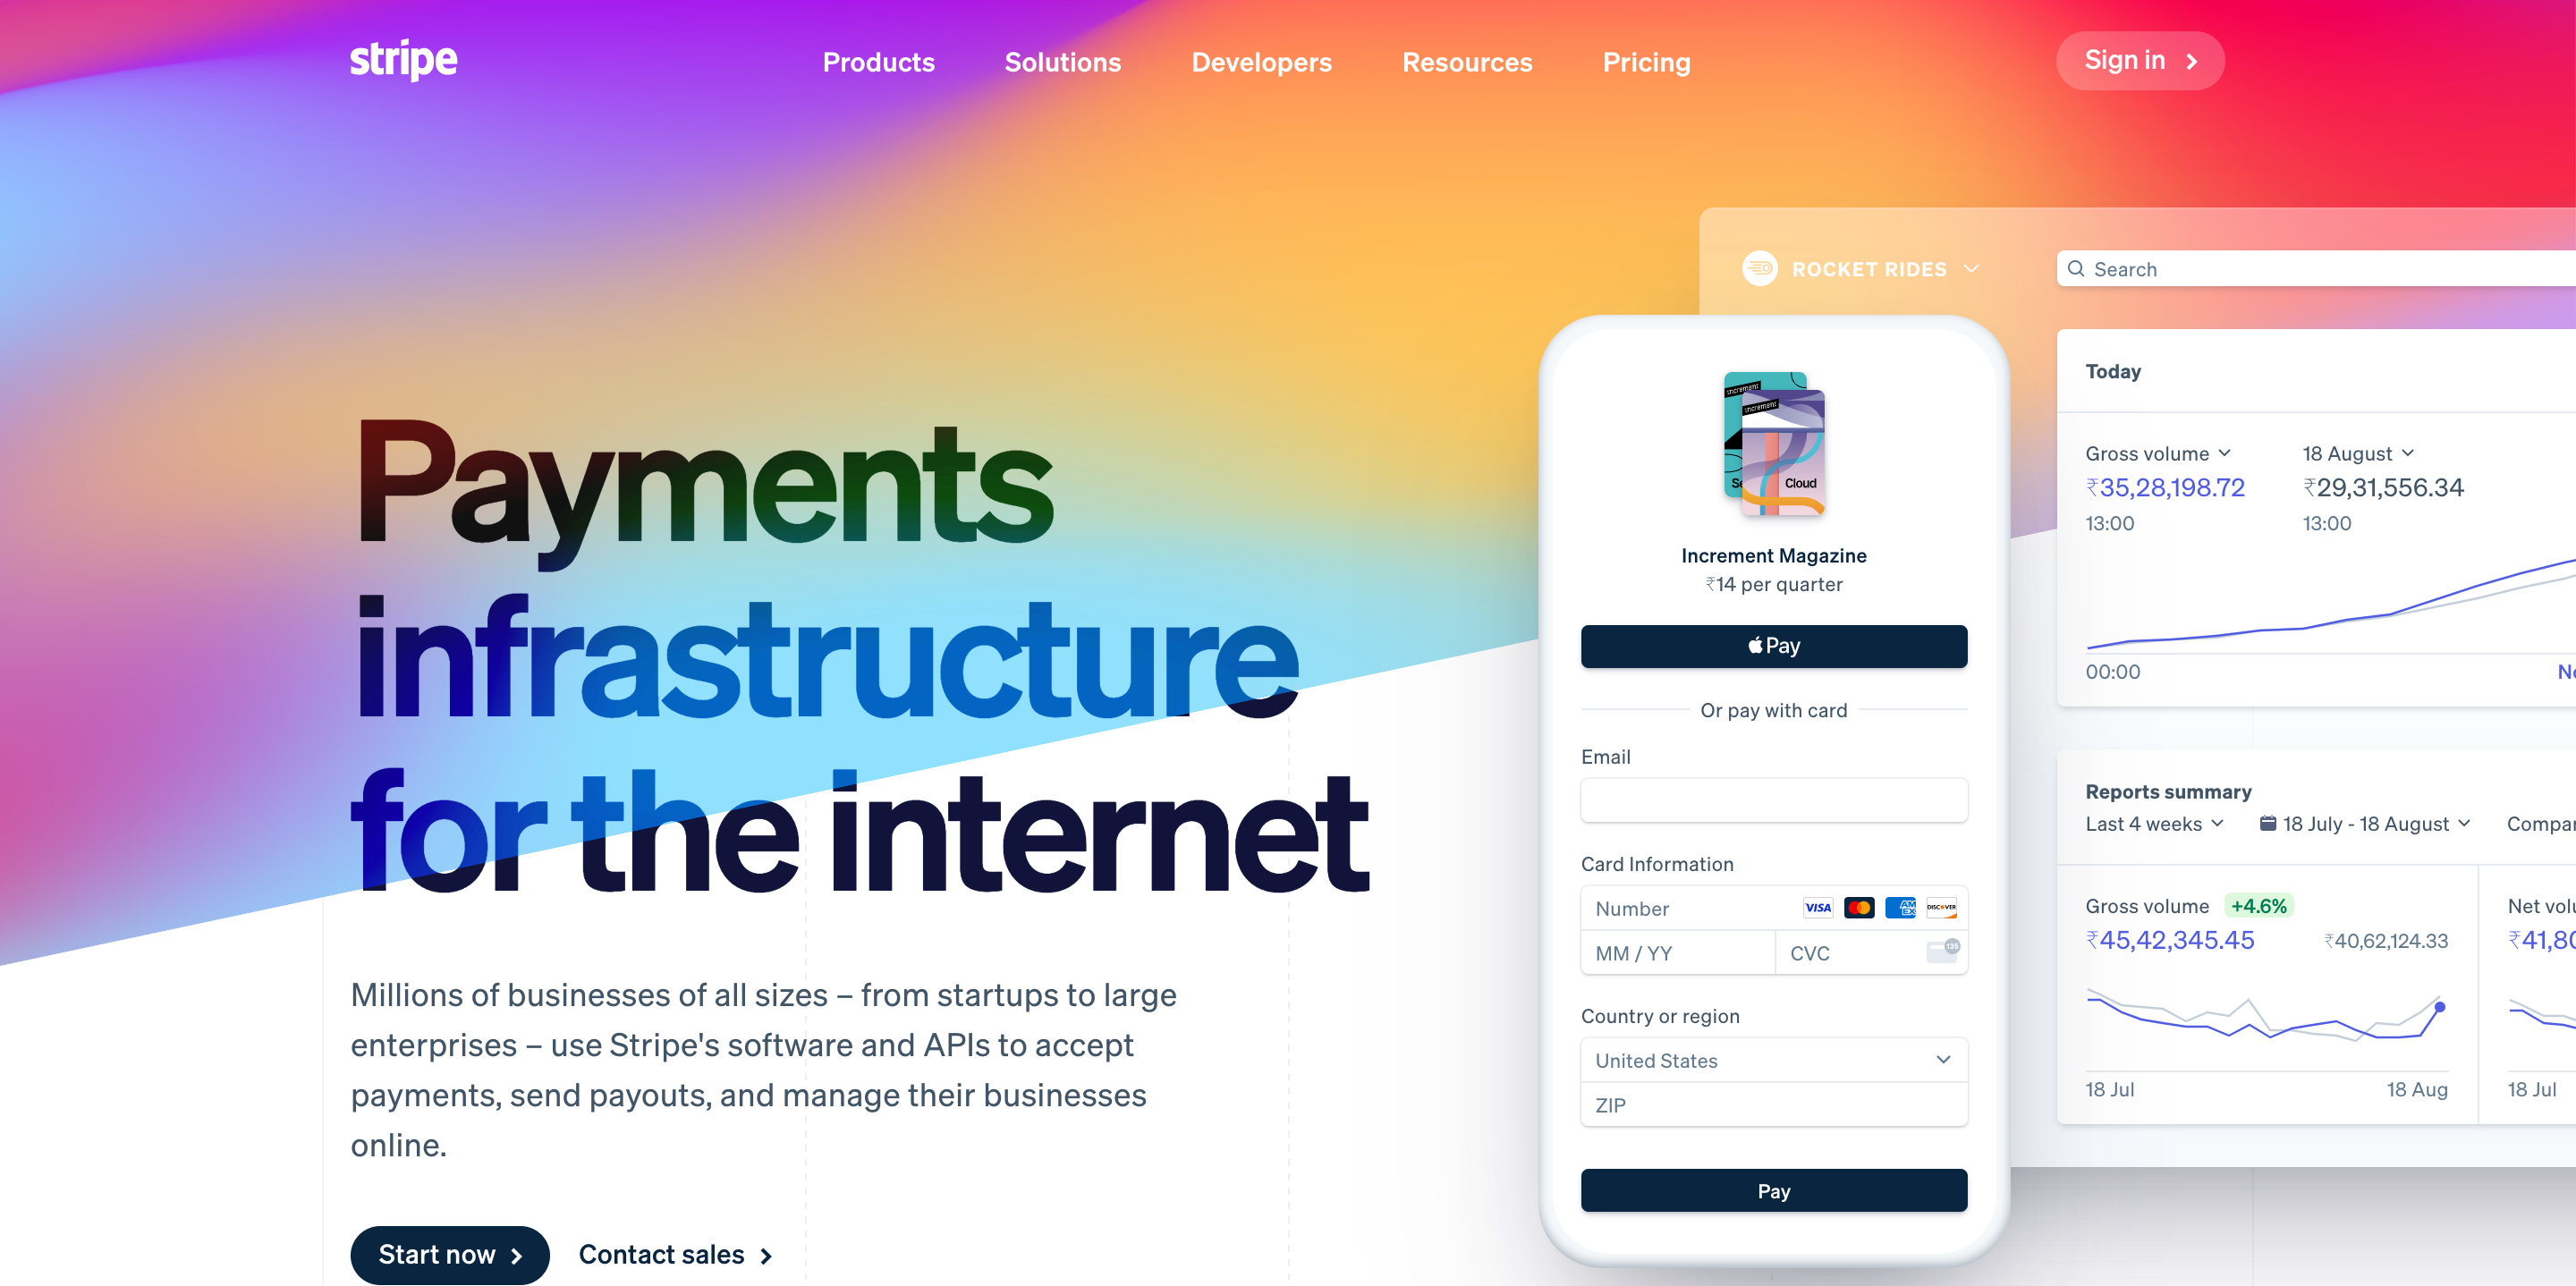 stripe
Products
Solutions
Developers
Resources
Pricing
Sign in
Payments
infrastructure
for the internet
Millions of businesses of all sizes – from startups to large
enterprises – use Stripe's software and APIs to accept
payments, send payouts, and manage their businesses
online.
Start now
Contact sales
increment
increment
Cloud
Increment Magazine
₹14 per quarter
Pay
Or pay with card
Email
Card Information
Number
VISA
AMEX
DISCOVER
MM / YY
CVC
135
Country or region
United States
ZIP
Pay
ROCKET RIDES
Search
Today
Gross volume
18 August
₹35,28,198.72
₹29,31,556.34
13:00
13:00
00:00
Reports summary
Last 4 weeks
18 July - 18 August
Gross volume +4.6%
₹45,42,345.45
₹40,62,124.33
18 Jul
18 Aug
Net
18 Jul